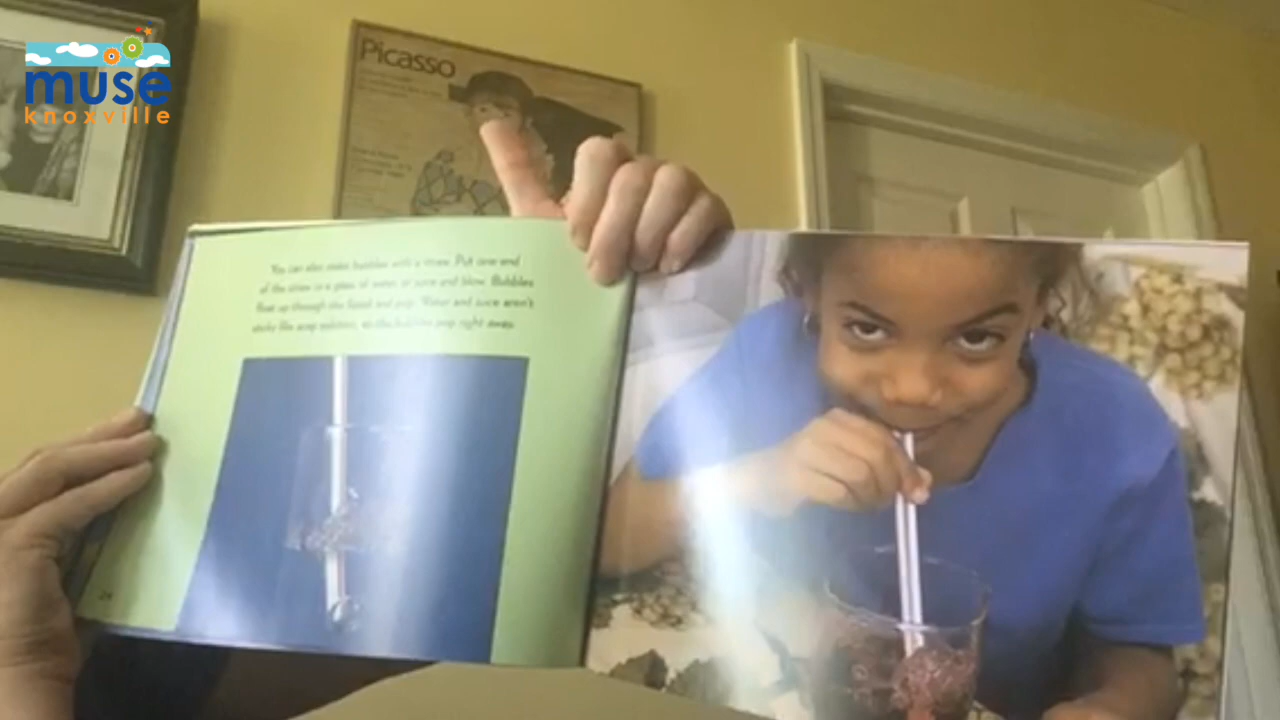 muse
knoxville
Picasso
You can also make bubbles with a straw. Put one end
of the straw in a glass of water or juice and blow. Bubbles
float up through the liquid and pop. Water and juice aren't
sticky like soap solution, so the bubbles pop right away.
24